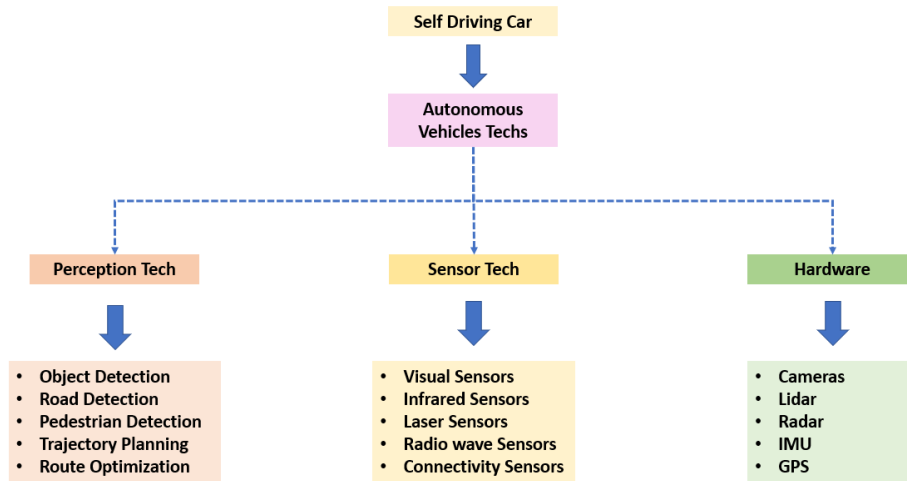 Self Driving Car
Autonomous
Vehicles Techs
Perception Tech
Sensor Tech
Hardware
• Object Detection
• Road Detection
• Pedestrian Detection
• Trajectory Planning
• Route Optimization
• Visual Sensors
• Infrared Sensors
• Laser Sensors
• Radio wave Sensors
• Connectivity Sensors
• Cameras
• Lidar
• Radar
• IMU
• GPS